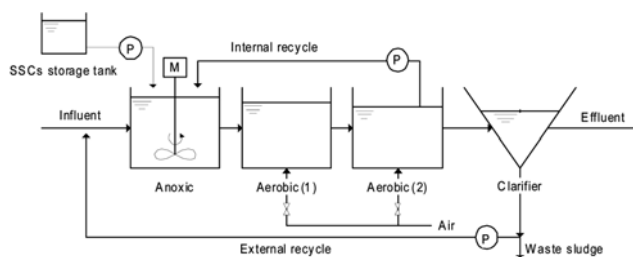 P
Internal recycle
P
SSCs storage tank
M
Influent
Effluent
Anoxic
Aerobic(1)
Aerobic(2)
Clarifier
Air
External recycle
P
Waste sludge